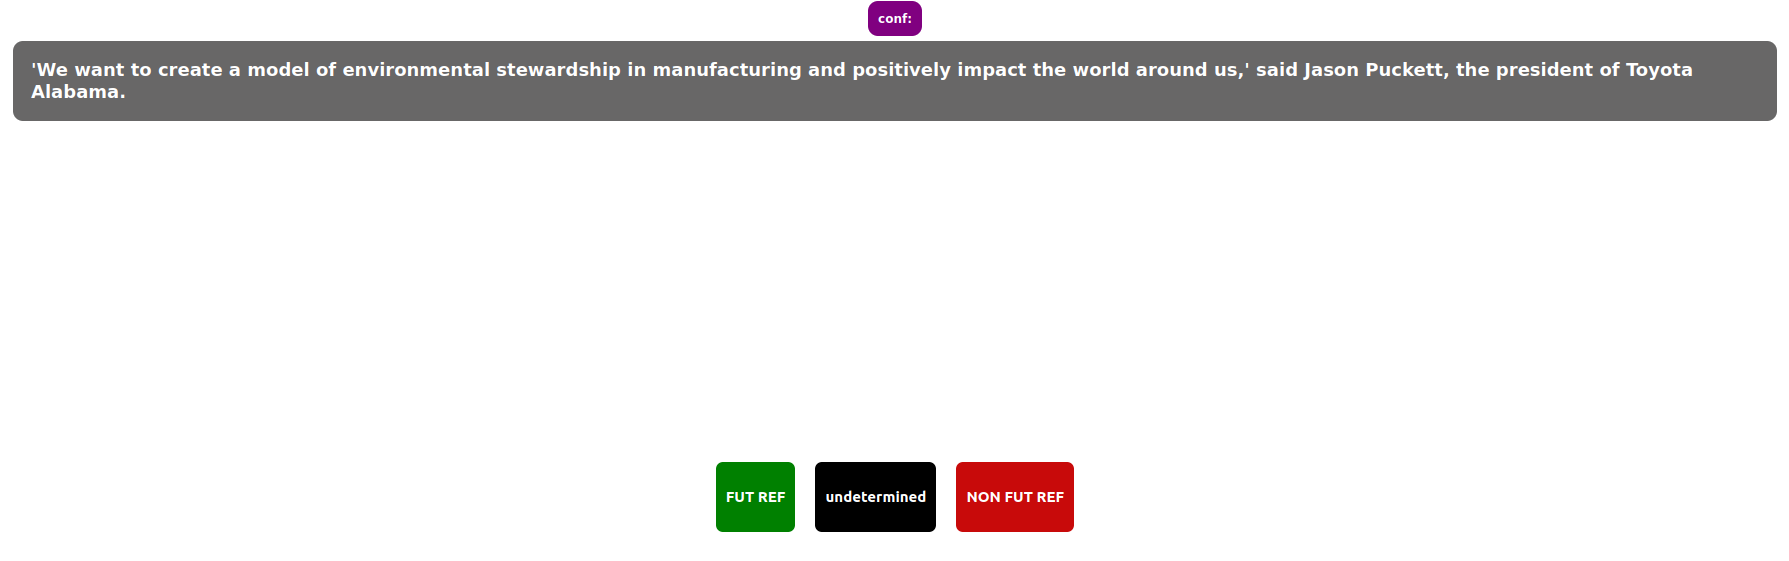 conf:
'We want to create a model of environmental stewardship in manufacturing and positively impact the world around us,' said Jason Puckett, the president of Toyota
Alabama.
FUT REF
undetermined
NON FUT REF